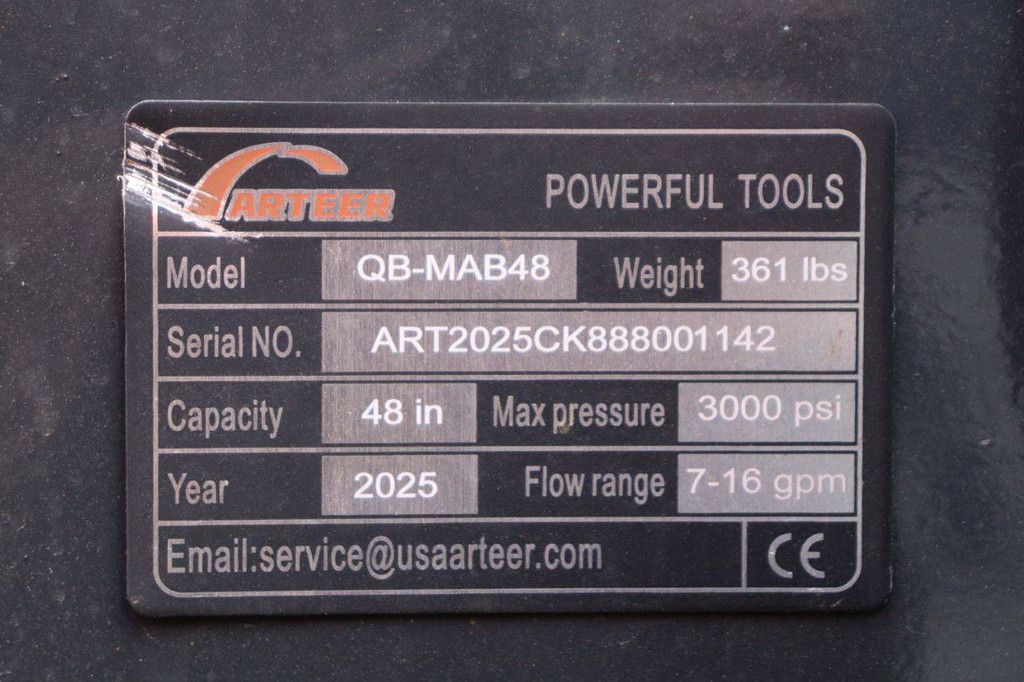 ARTEER POWERFUL TOOLS
Model QB-MAB48 Weight 361 lbs
Serial NO. ART2025CK888001142
Capacity 48 in Max pressure 3000 psi
Year 2025 Flow range 7-16 gpm
Email:service@usaarteer.com CE